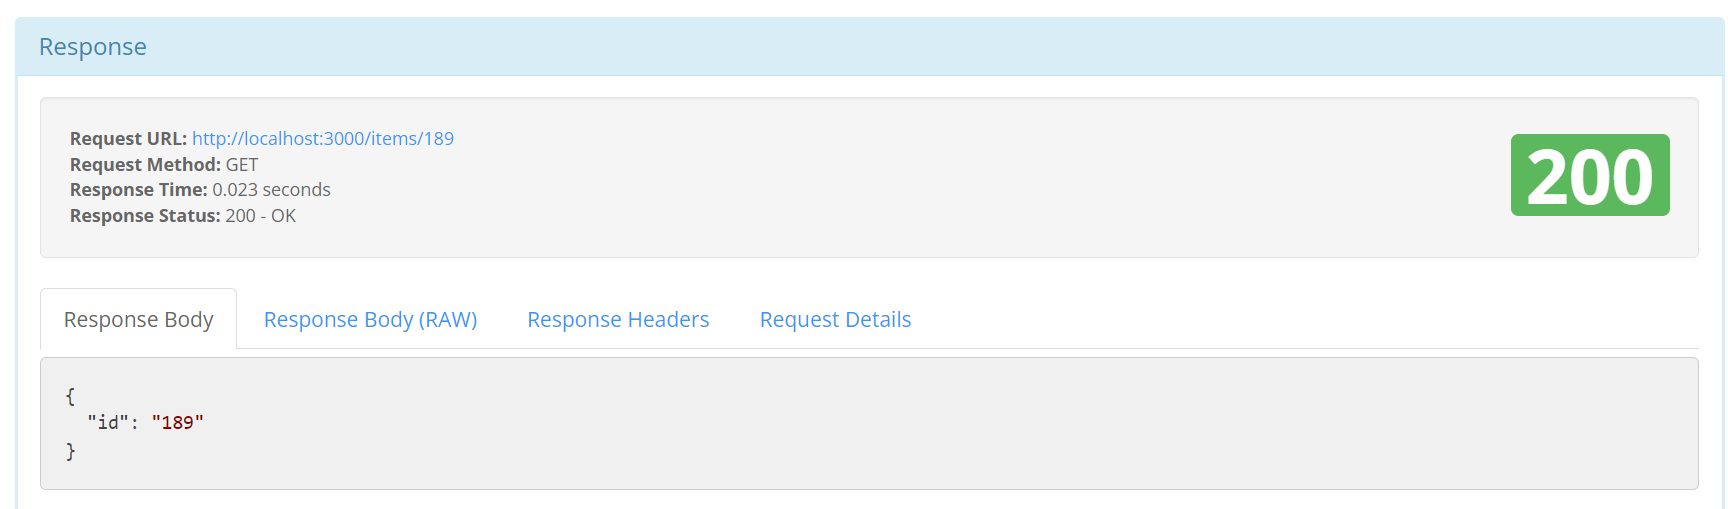 Response
Request URL: http://localhost:3000/items/189
Request Method: GET
Response Time: 0.023 seconds
Response Status: 200 - OK
200
Response Body
Response Body (RAW)
Response Headers
Request Details
{
  "id": "189"
}